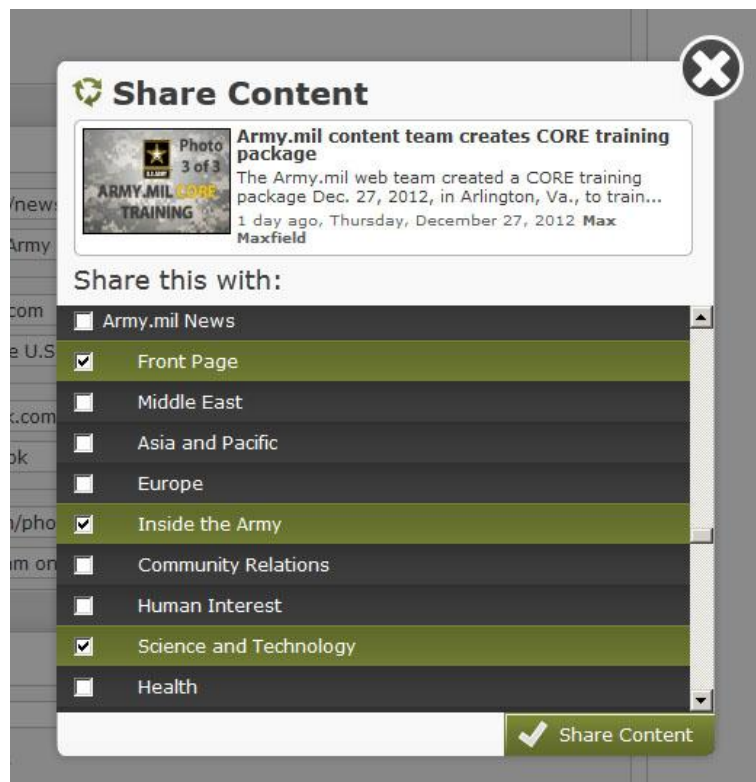 Share Content
Photo
3 of 3
U.S.ARMY
ARMY.MIL CORE
TRAINING
Army.mil content team creates CORE training
package
The Army.mil web team created a CORE training
package Dec. 27, 2012, in Arlington, Va., to train...
1 day ago, Thursday, December 27, 2012 Max
Maxfield
Share this with:
/news
Army
com
e U.S
k.com
ok
/pho
am on
Army.mil News
Front Page
Middle East
Asia and Pacific
Europe
Inside the Army
Community Relations
Human Interest
Science and Technology
Health
Share Content